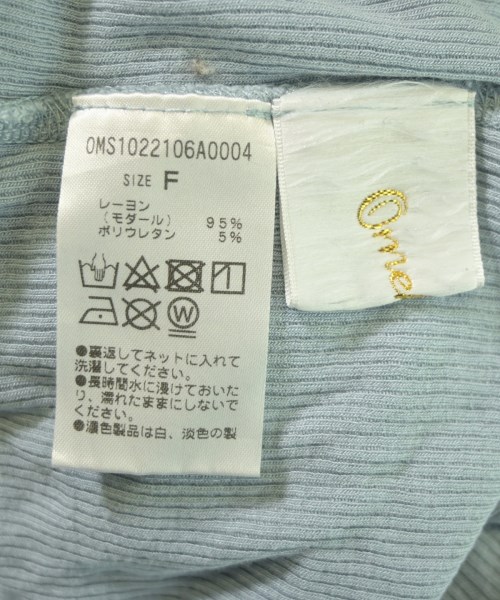 OMS1022106A0004
SIZE F
レーヨン
(モダール) 95%
ポリウレタン 5%
W
●裏返してネットに入れて
洗濯してください。
●長時間水に浸けておいた
り、濡れたままにしないで
ください。
●濃色製品は白、淡色の製